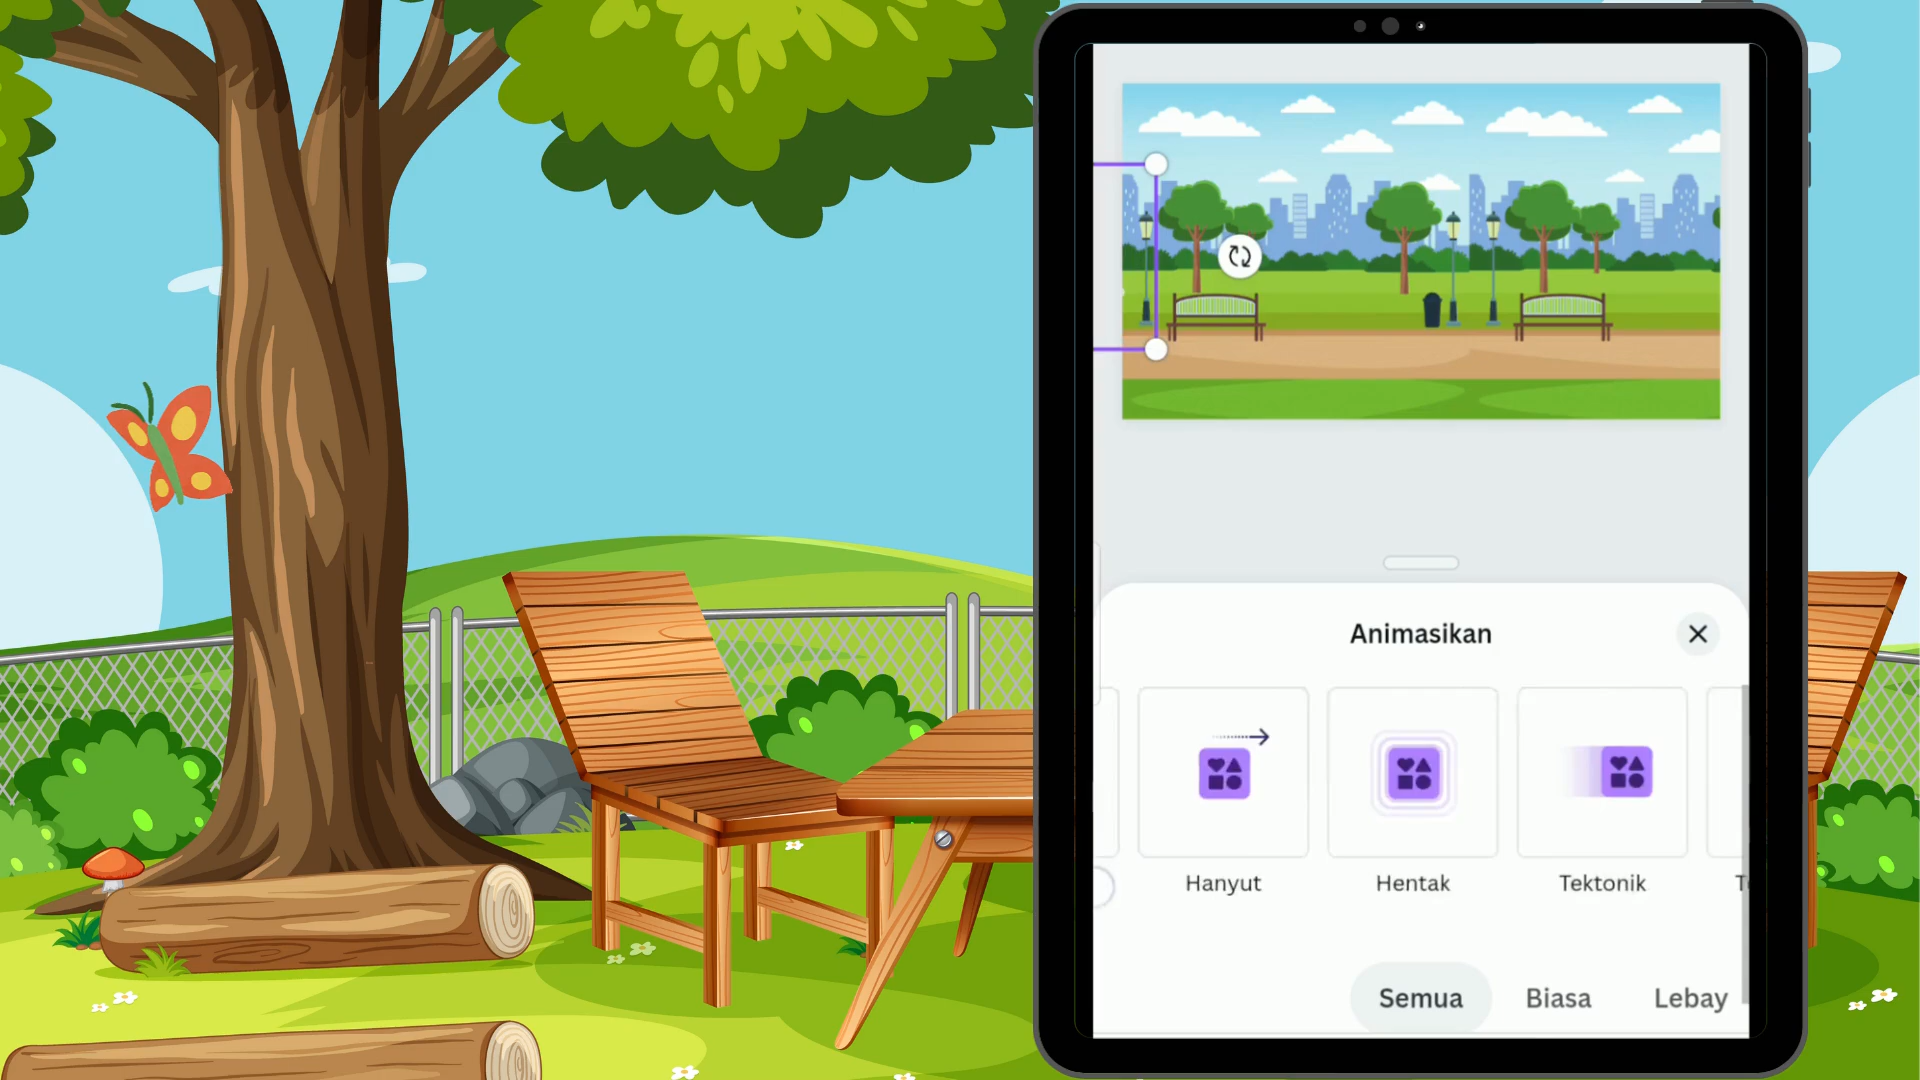 Animasikan
Hanyut
Hentak
Tektonik
Semua
Biasa
Lebay